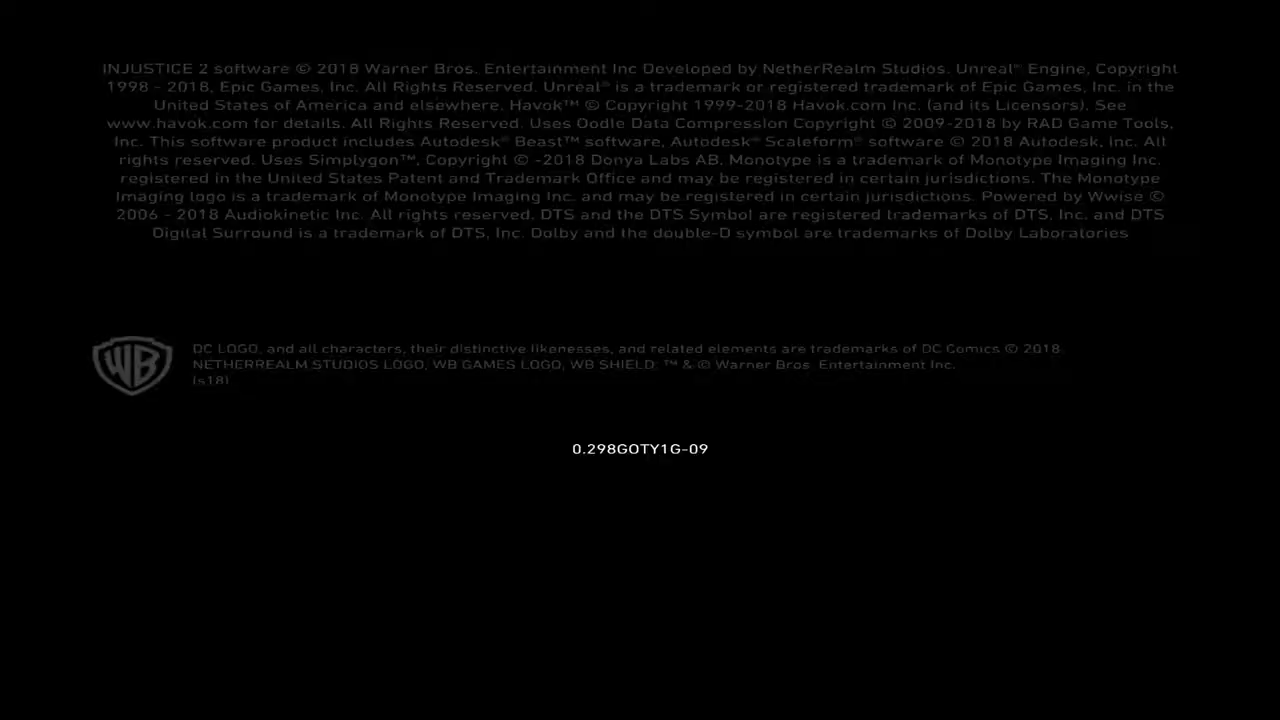 INJUSTICE 2 software © 2018 Warner Bros. Entertainment Inc Developed by NetherRealm Studios. Unreal® Engine, Copyright
1998 - 2018, Epic Games, Inc. All Rights Reserved. Unreal® is a trademark or registered trademark of Epic Games, Inc. in the
United States of America and elsewhere. Havok™ © Copyright 1999-2018 Havok.com Inc. (and its Licensors). See
www.havok.com for details. All Rights Reserved. Uses Oodle Data Compression Copyright © 2009-2018 by RAD Game Tools,
Inc. This software product includes Autodesk® Beast™ software, Autodesk® Scaleform® software © 2018 Autodesk, Inc. All
rights reserved. Uses Simplygon™, Copyright © -2018 Donya Labs AB. Monotype is a trademark of Monotype Imaging Inc.
registered in the United States Patent and Trademark Office and may be registered in certain jurisdictions. The Monotype
Imaging logo is a trademark of Monotype Imaging Inc. and may be registered in certain jurisdictions. Powered by Wwise ©
2006 - 2018 Audiokinetic Inc. All rights reserved. DTS and the DTS Symbol are registered trademarks of DTS, Inc. and DTS
Digital Surround is a trademark of DTS, Inc. Dolby and the double-D symbol are trademarks of Dolby Laboratories
WB
DC LOGO, and all characters, their distinctive likenesses, and related elements are trademarks of DC Comics © 2018.
NETHERREALM STUDIOS LOGO, WB GAMES LOGO, WB SHIELD: ™ & © Warner Bros. Entertainment Inc.
(s18)
0.298GOTY1G-09